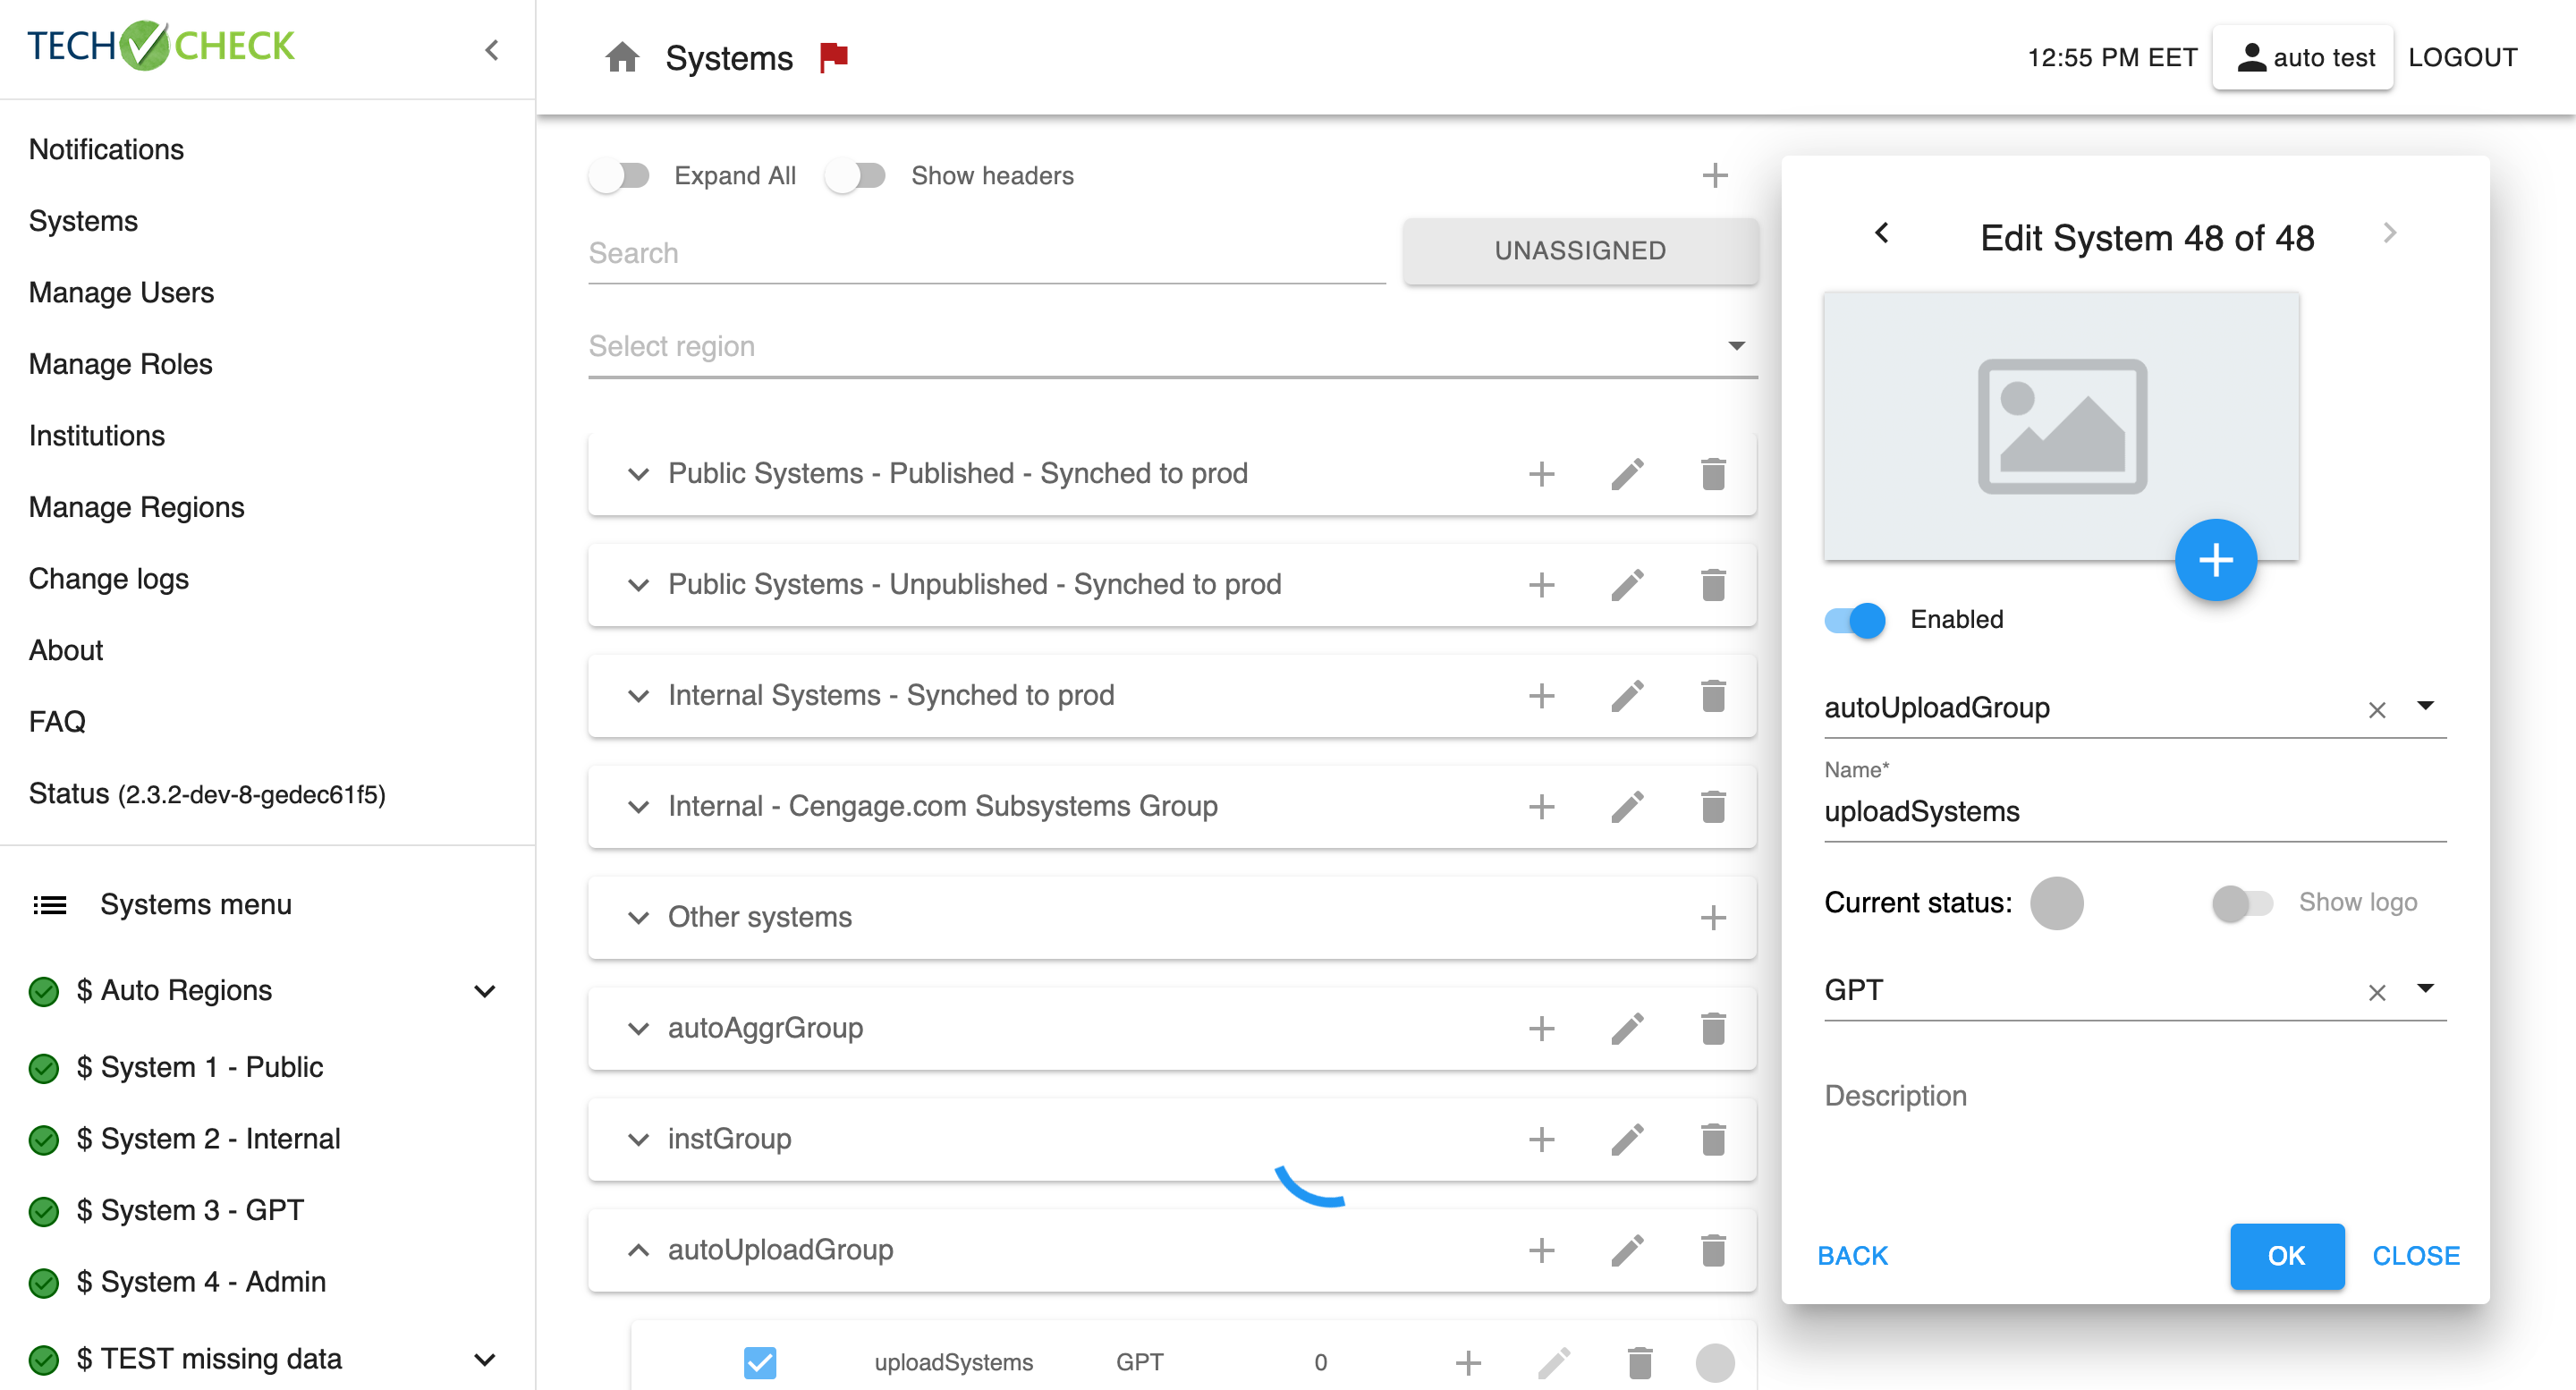 TECH CHECK
Notifications
Systems
Manage Users
Manage Roles
Institutions
Manage Regions
Change logs
About
FAQ
Status (2.3.2-dev-8-gedec61f5)
Systems menu
$ Auto Regions
$ System 1 - Public
$ System 2 - Internal
$ System 3 - GPT
$ System 4 - Admin
$ TEST missing data
Systems
12:55 PM EET
auto test
LOGOUT
Expand All
Show headers
Search
UNASSIGNED
Select region
Public Systems - Published - Synched to prod
Public Systems - Unpublished - Synched to prod
Internal Systems - Synched to prod
Internal - Cengage.com Subsystems Group
Other systems
autoAggrGroup
instGroup
autoUploadGroup
uploadSystems GPT 0
Edit System 48 of 48
Enabled
autoUploadGroup
Name*
uploadSystems
Current status:
Show logo
GPT
Description
BACK
OK
CLOSE